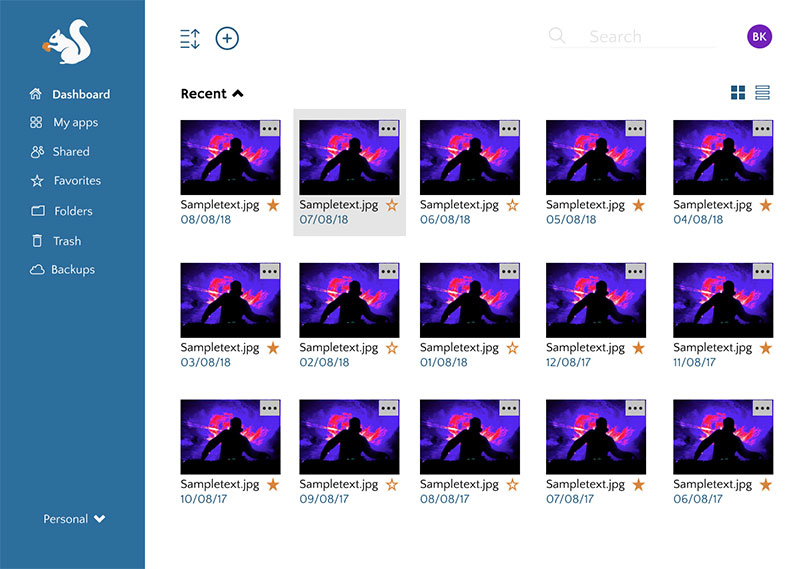 Search
BK
Dashboard
My apps
Shared
Favorites
Folders
Trash
Backups
Personal
Recent
Sampletext.jpg
08/08/18
Sampletext.jpg
07/08/18
Sampletext.jpg
06/08/18
Sampletext.jpg
05/08/18
Sampletext.jpg
04/08/18
Sampletext.jpg
03/08/18
Sampletext.jpg
02/08/18
Sampletext.jpg
01/08/18
Sampletext.jpg
12/08/17
Sampletext.jpg
11/08/17
Sampletext.jpg
10/08/17
Sampletext.jpg
09/08/17
Sampletext.jpg
08/08/17
Sampletext.jpg
07/08/17
Sampletext.jpg
06/08/17